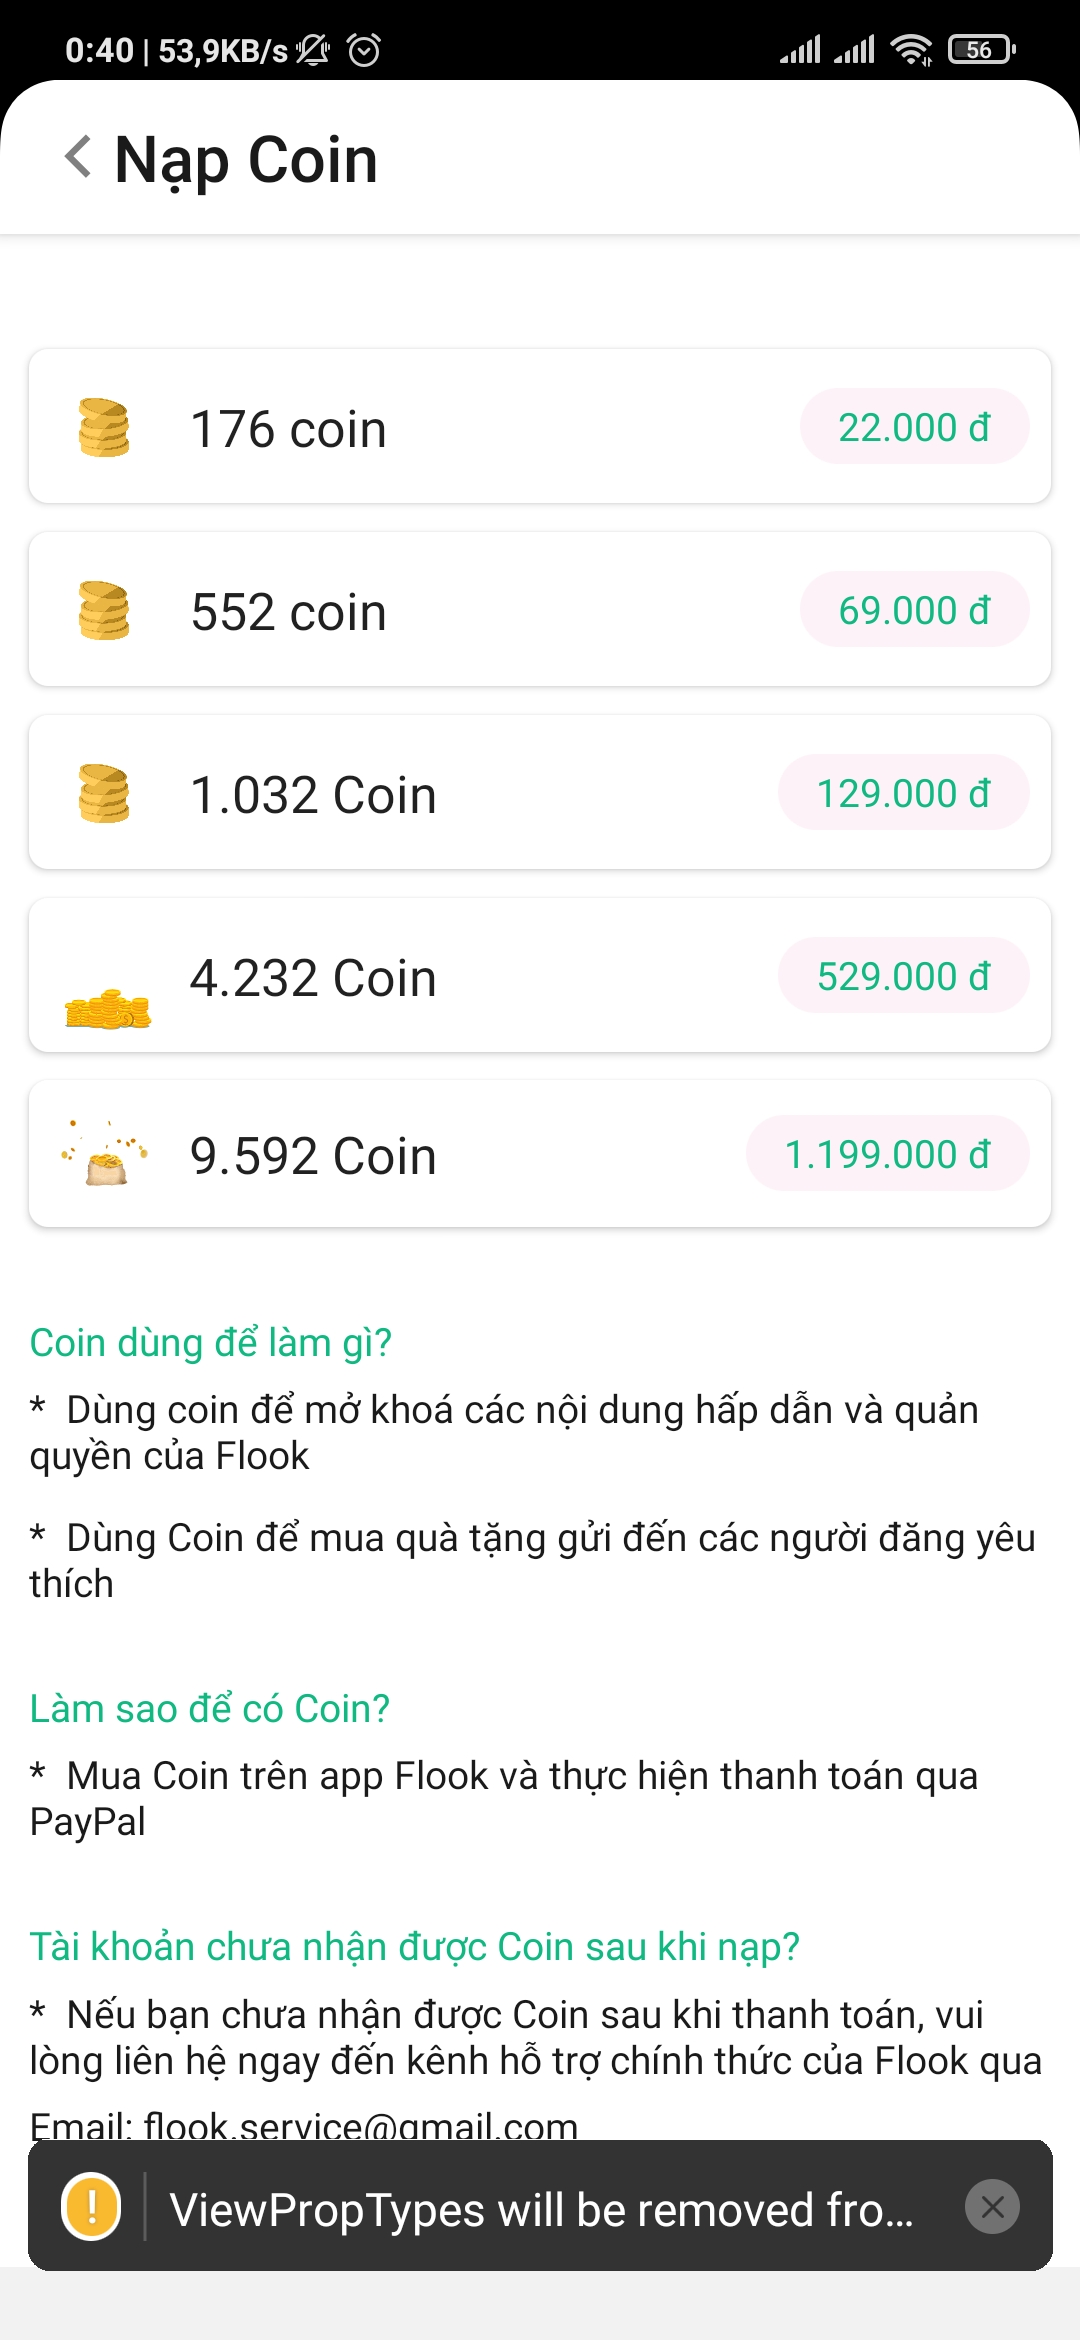 0:40 | 53,9KB/s
56
Nạp Coin
176 coin
22.000 đ
552 coin
69.000 đ
1.032 Coin
129.000 đ
4.232 Coin
529.000 đ
9.592 Coin
1.199.000 đ
Coin dùng để làm gì?
* Dùng coin để mở khoá các nội dung hấp dẫn và quản
quyền của Flook
* Dùng Coin để mua quà tặng gửi đến các người đăng yêu
thích
Làm sao để có Coin?
* Mua Coin trên app Flook và thực hiện thanh toán qua
PayPal
Tài khoản chưa nhận được Coin sau khi nạp?
* Nếu bạn chưa nhận được Coin sau khi thanh toán, vui
lòng liên hệ ngay đến kênh hỗ trợ chính thức của Flook qua
Email: flook.service@gmail.com
! ViewPropTypes will be removed fro...